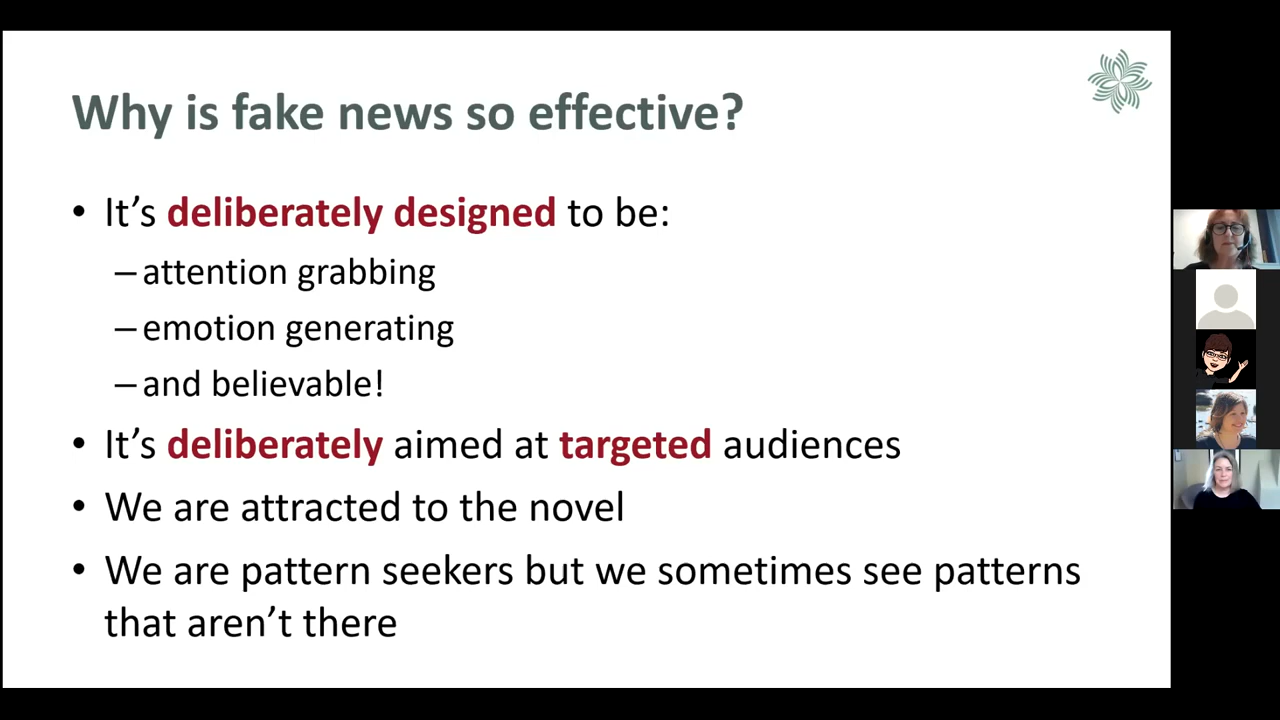 Why is fake news so effective?
• It’s deliberately designed to be:
– attention grabbing
– emotion generating
– and believable!
• It’s deliberately aimed at targeted audiences
• We are attracted to the novel
• We are pattern seekers but we sometimes see patterns
that aren’t there